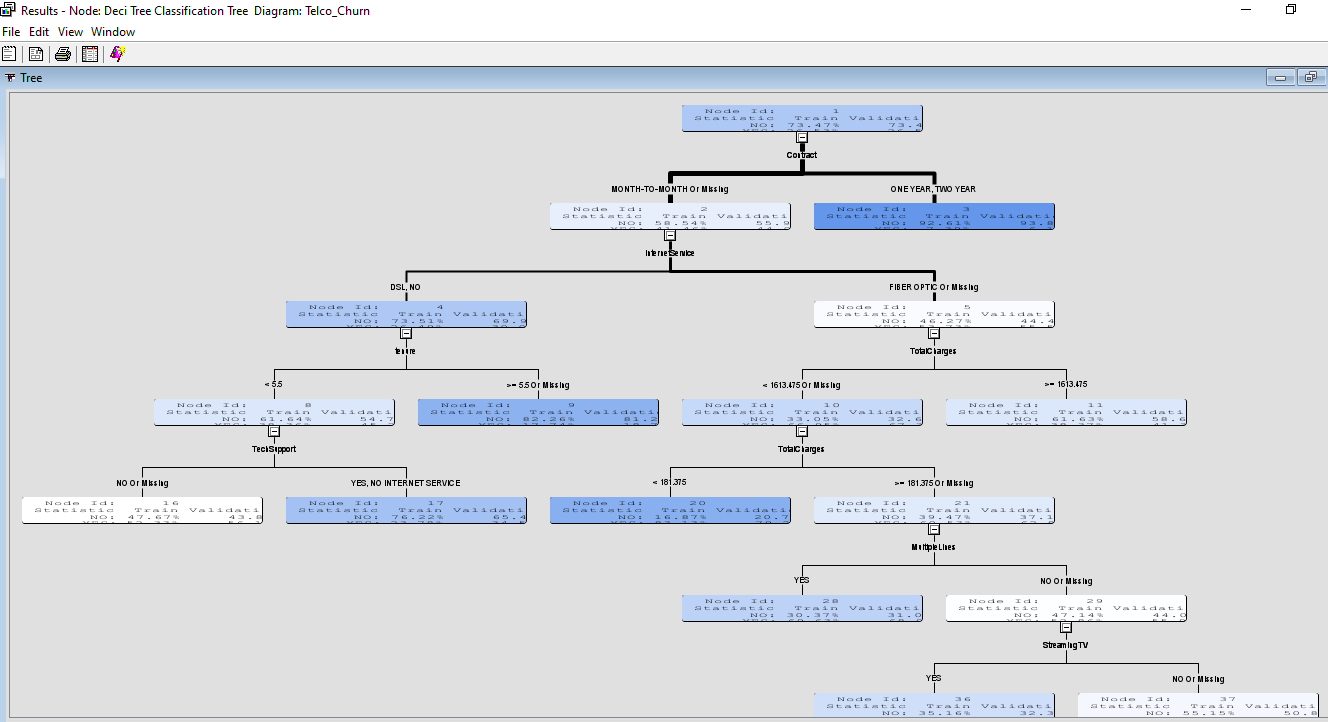 Results - Node: Deci Tree Classification Tree Diagram: Telco_Churn
File Edit View Window
Tree
Node Id: 1
Statistic Train Validati
NO: 73.47% 73.4
Contract
MONTH-TO-MONTH Or Missing
ONE YEAR, TWO YEAR
Node Id: 2
Statistic Train Validati
NO: 58.54% 55.9
Node Id: 3
Statistic Train Validati
NO: 92.61% 93.8
InternetService
DSL, NO
FIBER OPTIC Or Missing
Node Id: 4
Statistic Train Validati
NO: 73.51% 69.9
Node Id: 5
Statistic Train Validati
NO: 46.27% 44.4
tenure
TotalCharges
< 5.5
>= 5.5 Or Missing
< 1613.475 Or Missing
>= 1613.475
Node Id: 8
Statistic Train Validati
NO: 61.64% 54.7
Node Id: 9
Statistic Train Validati
NO: 82.26% 81.2
Node Id: 10
Statistic Train Validati
NO: 33.05% 32.6
Node Id: 11
Statistic Train Validati
NO: 61.63% 58.6
TechSupport
TotalCharges
NO Or Missing
YES, NO INTERNET SERVICE
< 181.375
>= 181.375 Or Missing
Node Id: 16
Statistic Train Validati
NO: 47.67% 43.8
Node Id: 17
Statistic Train Validati
NO: 76.22% 65.4
Node Id: 20
Statistic Train Validati
NO: 16.87% 20.7
Node Id: 21
Statistic Train Validati
NO: 39.47% 37.1
MultipleLines
YES
NO Or Missing
Node Id: 28
Statistic Train Validati
NO: 30.37% 31.0
Node Id: 29
Statistic Train Validati
NO: 47.14% 44.0
StreamingTV
YES
NO Or Missing
Node Id: 36
Statistic Train Validati
NO: 35.16% 32.3
Node Id: 37
Statistic Train Validati
NO: 55.15% 50.8